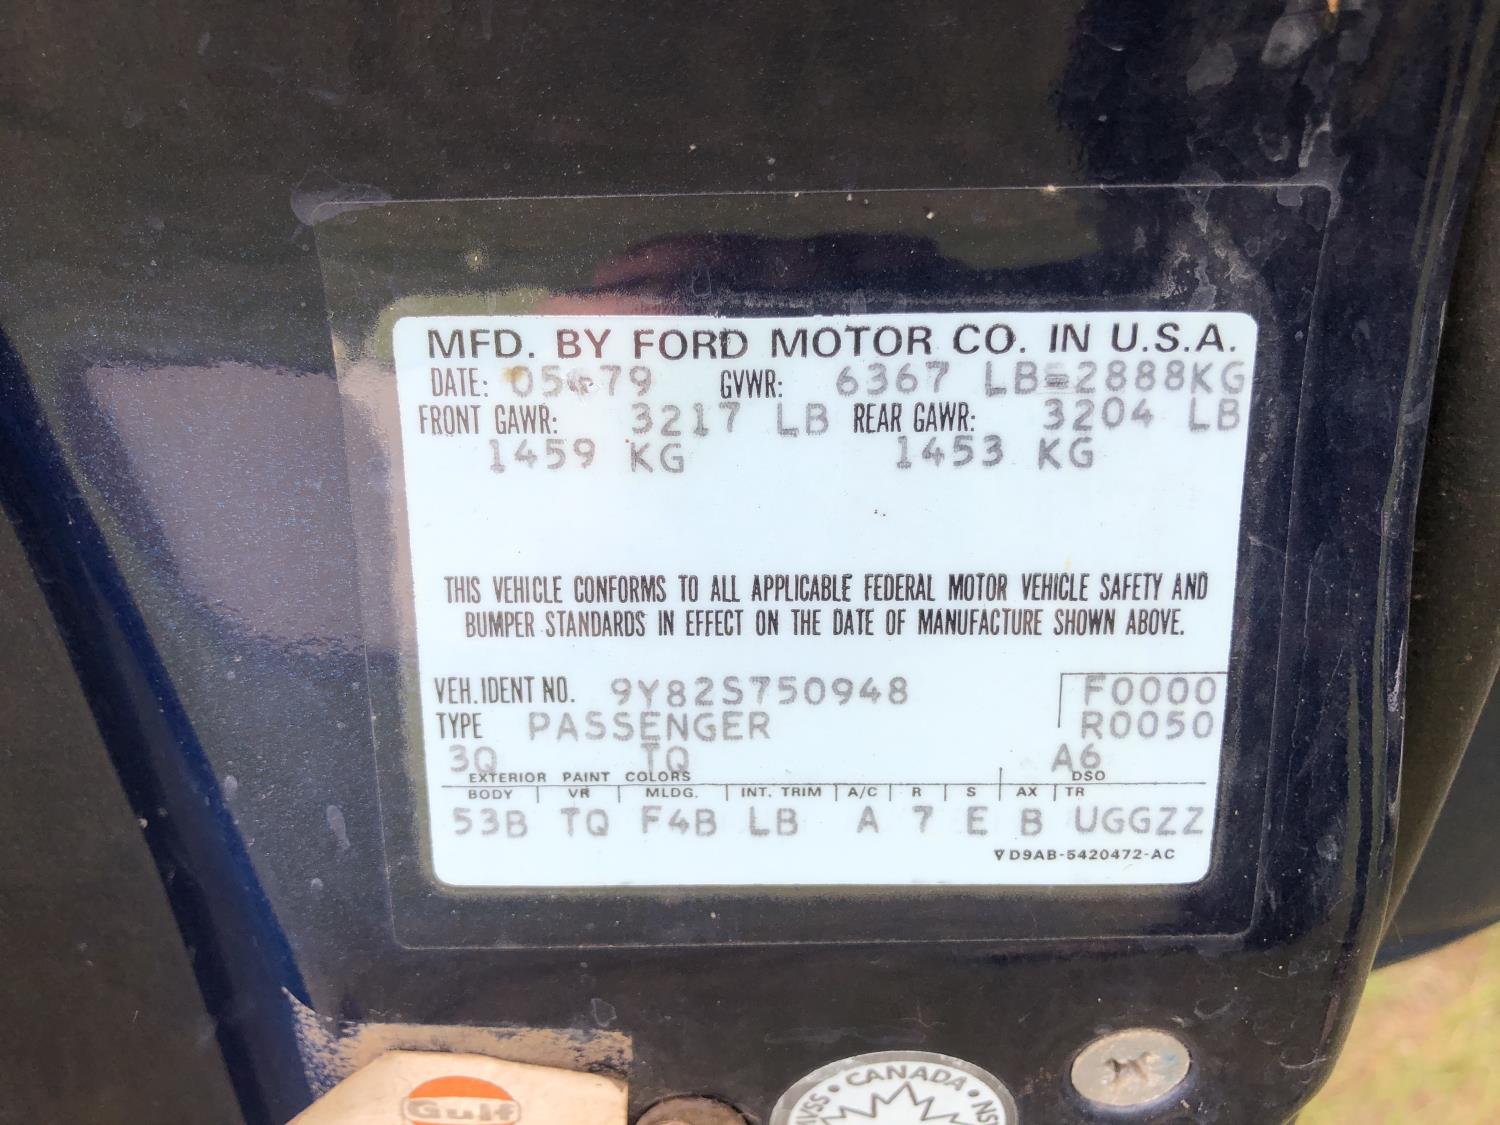 MFD. BY FORD MOTOR CO. IN U.S.A.
DATE: 05 79 GVWR: 6367 LB=2888KG
FRONT GAWR: 3217 LB REAR GAWR: 3204 LB
1459 KG 1453 KG
THIS VEHICLE CONFORMS TO ALL APPLICABLE FEDERAL MOTOR VEHICLE SAFETY AND
BUMPER STANDARDS IN EFFECT ON THE DATE OF MANUFACTURE SHOWN ABOVE.
VEH. IDENT NO. 9Y82S750948 F0000
TYPE PASSENGER R0050
3Q TQ A6
EXTERIOR PAINT COLORS DSO
BODY VR MLDG. INT. TRIM A/C R S AX TR
53B TQ F4B LB A 7 E B UGGZZ
D9AB-5420472-AC
Gulf
CANADA